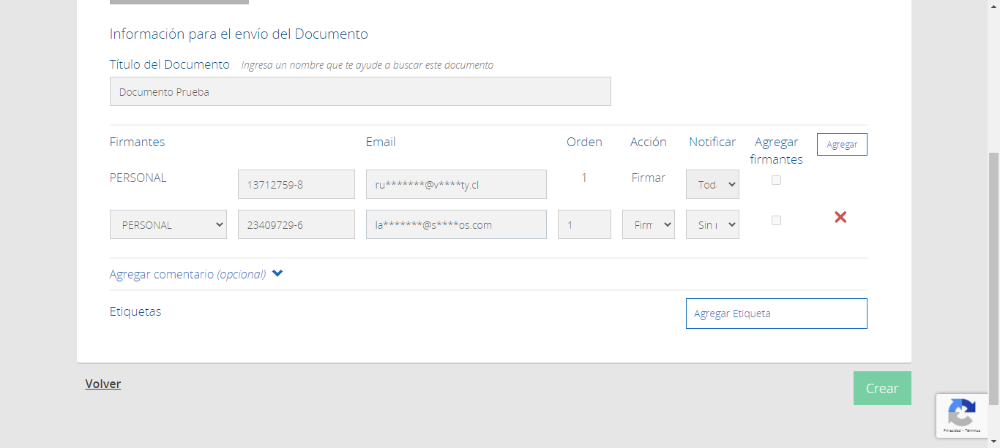 Información para el envío del Documento
Título del Documento Ingresa un nombre que te ayude a buscar este documento
Documento Prueba
Firmantes Email Orden Acción Notificar Agregar firmantes Agregar
PERSONAL 13712759-8 ru*******@v****ty.cl 1 Firmar Tod
PERSONAL 23409729-6 la*******@s****os.com 1 Firm Sin
Agregar comentario (opcional)
Etiquetas Agregar Etiqueta
Volver Crear
Privacidad - Términos